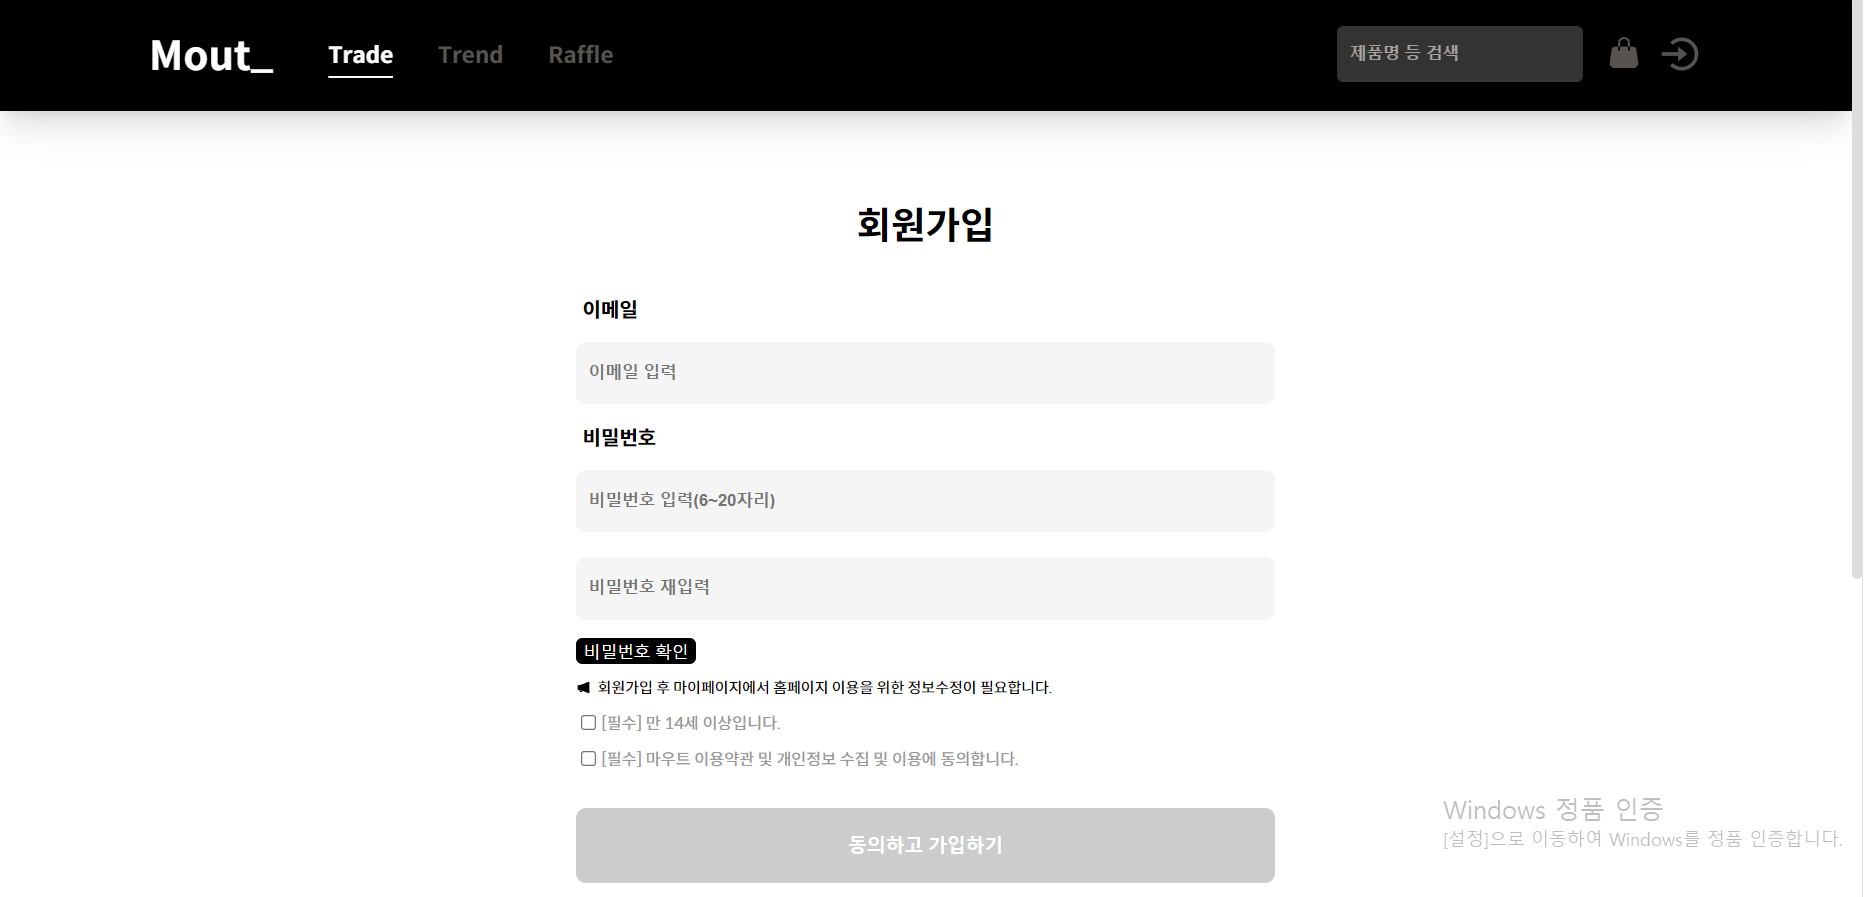 Mout_ Trade Trend Raffle 제품명 등 검색
회원가입
이메일
이메일 입력
비밀번호
비밀번호 입력(6~20자리)
비밀번호 재입력
비밀번호 확인
회원가입 후 마이페이지에서 홈페이지 이용을 위한 정보수정이 필요합니다.
[필수] 만 14세 이상입니다.
[필수] 마우트 이용약관 및 개인정보 수집 및 이용에 동의합니다.
동의하고 가입하기
Windows 정품 인증
[설정]으로 이동하여 Windows를 정품 인증합니다.